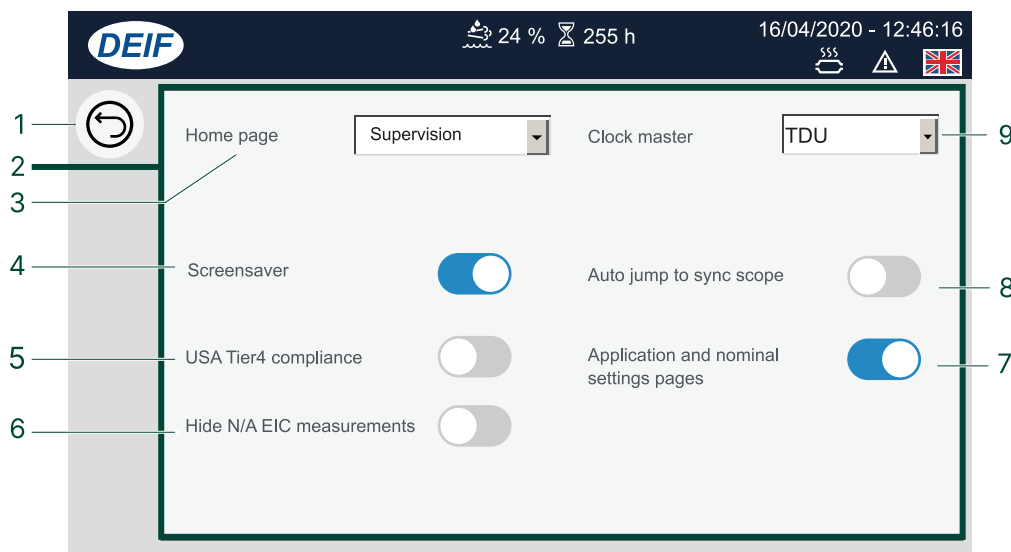 DEIF
24 % 255 h
16/04/2020 - 12:46:16
1
2
3
4
5
6
Home page
Supervision
Clock master
TDU
9
Screensaver
Auto jump to sync scope
8
USA Tier4 compliance
Application and nominal
settings pages
7
Hide N/A EIC measurements